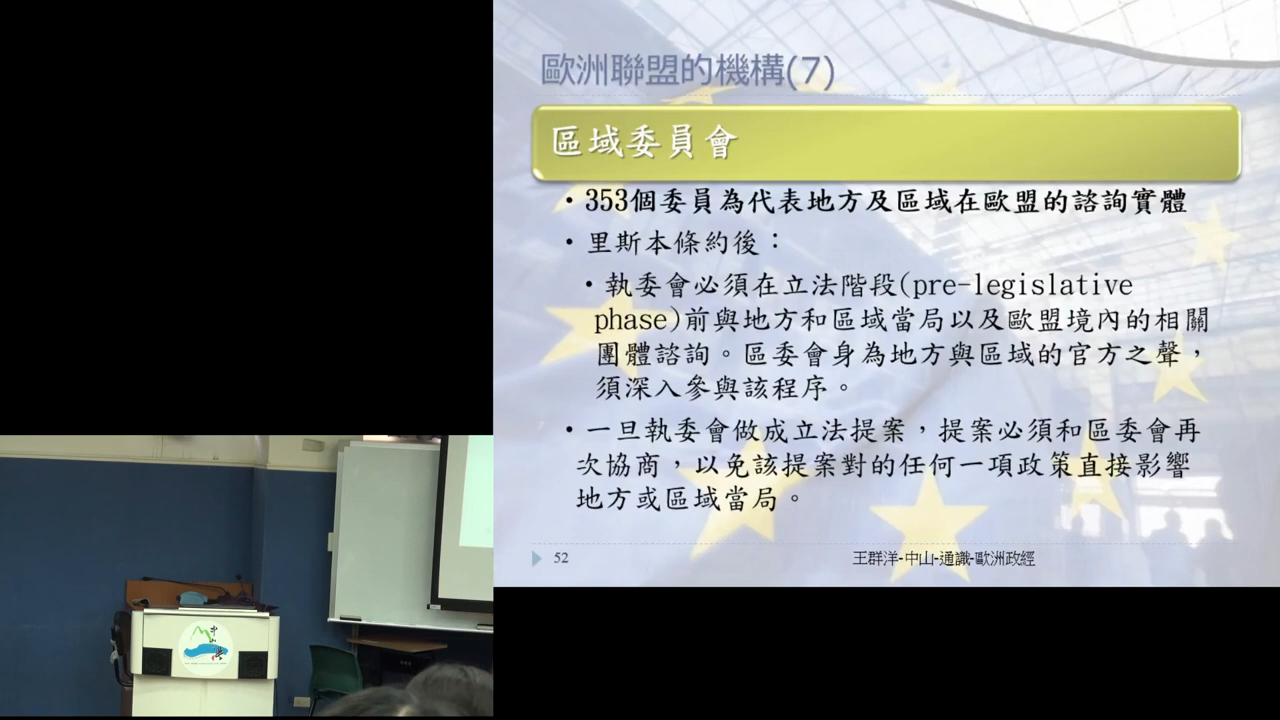 歐洲聯盟的機構(7)
區域委員會
•353個委員為代表地方及區域在歐盟的諮詢實體
•里斯本條約後：
•執委會必須在立法階段(pre-legislative
phase)前與地方和區域當局以及歐盟境內的相關
團體諮詢。區委會身為地方與區域的官方之聲，
須深入參與該程序。
•一旦執委會做成立法提案，提案必須和區委會再
次協商，以免該提案對的任何一項政策直接影響
地方或區域當局。
52
王群洋-中山-通識-歐洲政經